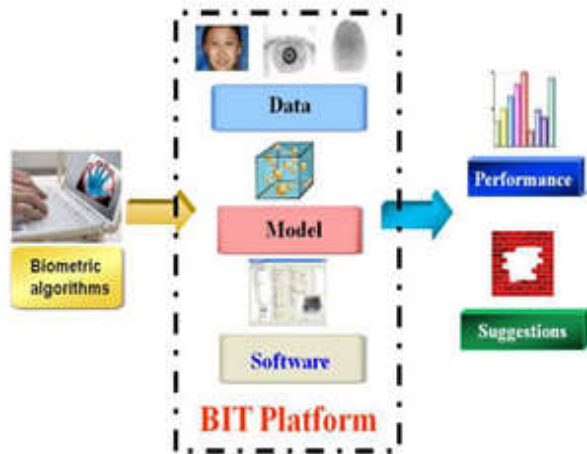 Data
Performance
Model
Biometric
algorithms
Software
Suggestions
BIT Platform